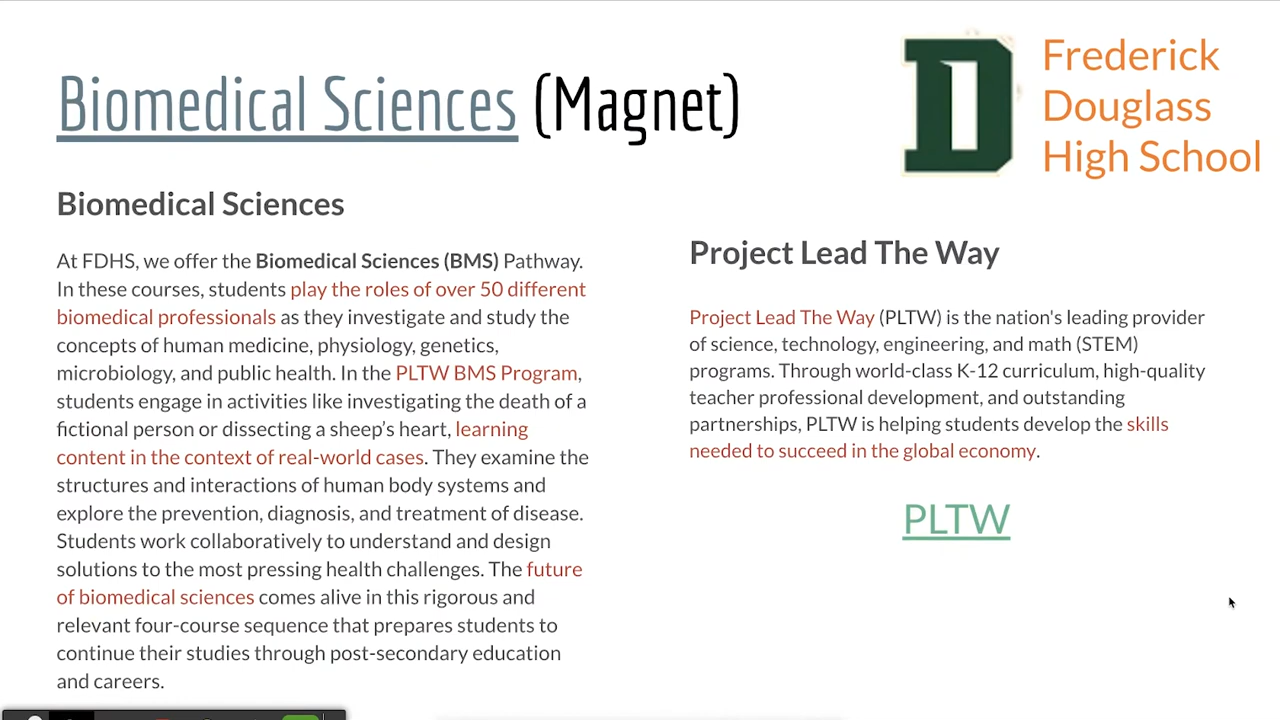 Biomedical Sciences (Magnet)
D
Frederick
Douglass
High School
Biomedical Sciences
At FDHS, we offer the Biomedical Sciences (BMS) Pathway.
In these courses, students play the roles of over 50 different
biomedical professionals as they investigate and study the
concepts of human medicine, physiology, genetics,
microbiology, and public health. In the PLTW BMS Program,
students engage in activities like investigating the death of a
fictional person or dissecting a sheep’s heart, learning
content in the context of real-world cases. They examine the
structures and interactions of human body systems and
explore the prevention, diagnosis, and treatment of disease.
Students work collaboratively to understand and design
solutions to the most pressing health challenges. The future
of biomedical sciences comes alive in this rigorous and
relevant four-course sequence that prepares students to
continue their studies through post-secondary education
and careers.
Project Lead The Way
Project Lead The Way (PLTW) is the nation's leading provider
of science, technology, engineering, and math (STEM)
programs. Through world-class K-12 curriculum, high-quality
teacher professional development, and outstanding
partnerships, PLTW is helping students develop the skills
needed to succeed in the global economy.
PLTW